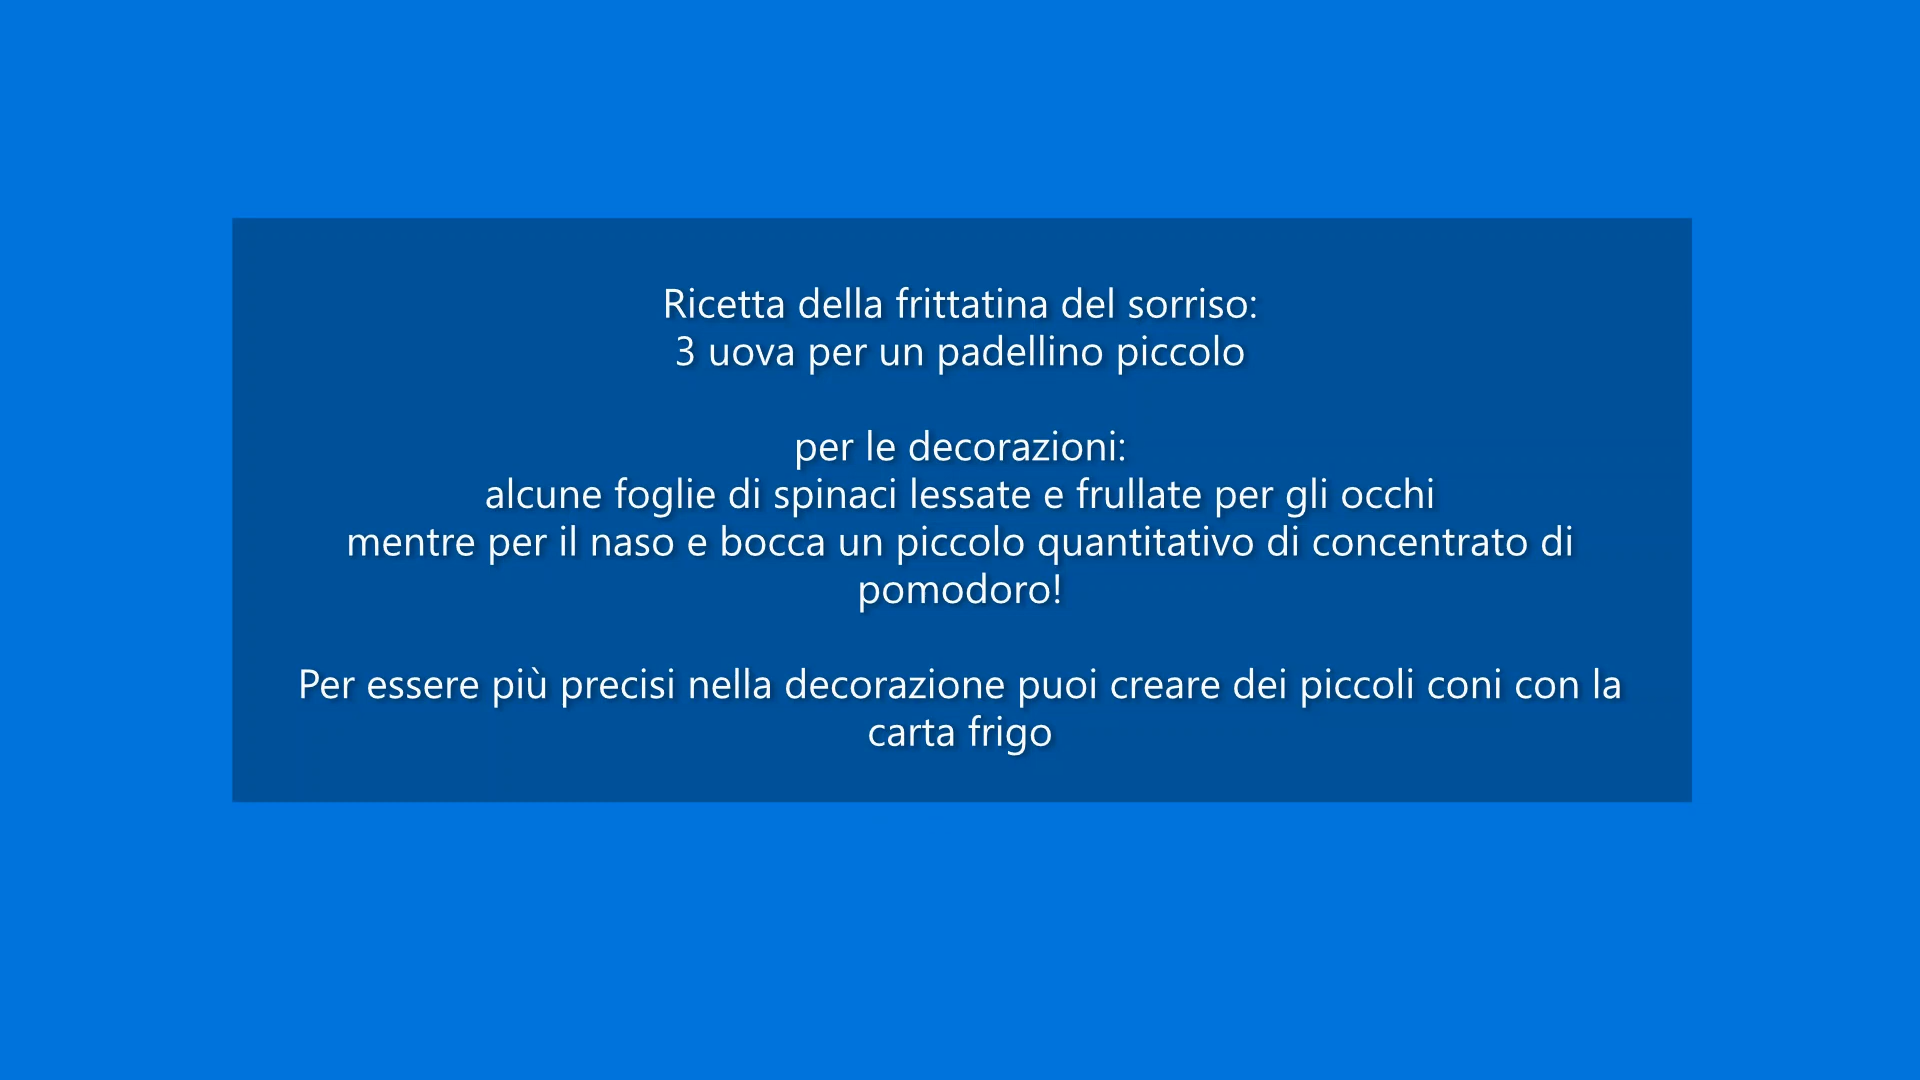 Ricetta della frittatina del sorriso:
3 uova per un padellino piccolo
per le decorazioni:
alcune foglie di spinaci lessate e frullate per gli occhi
mentre per il naso e bocca un piccolo quantitativo di concentrato di
pomodoro!
Per essere più precisi nella decorazione puoi creare dei piccoli coni con la
carta frigo